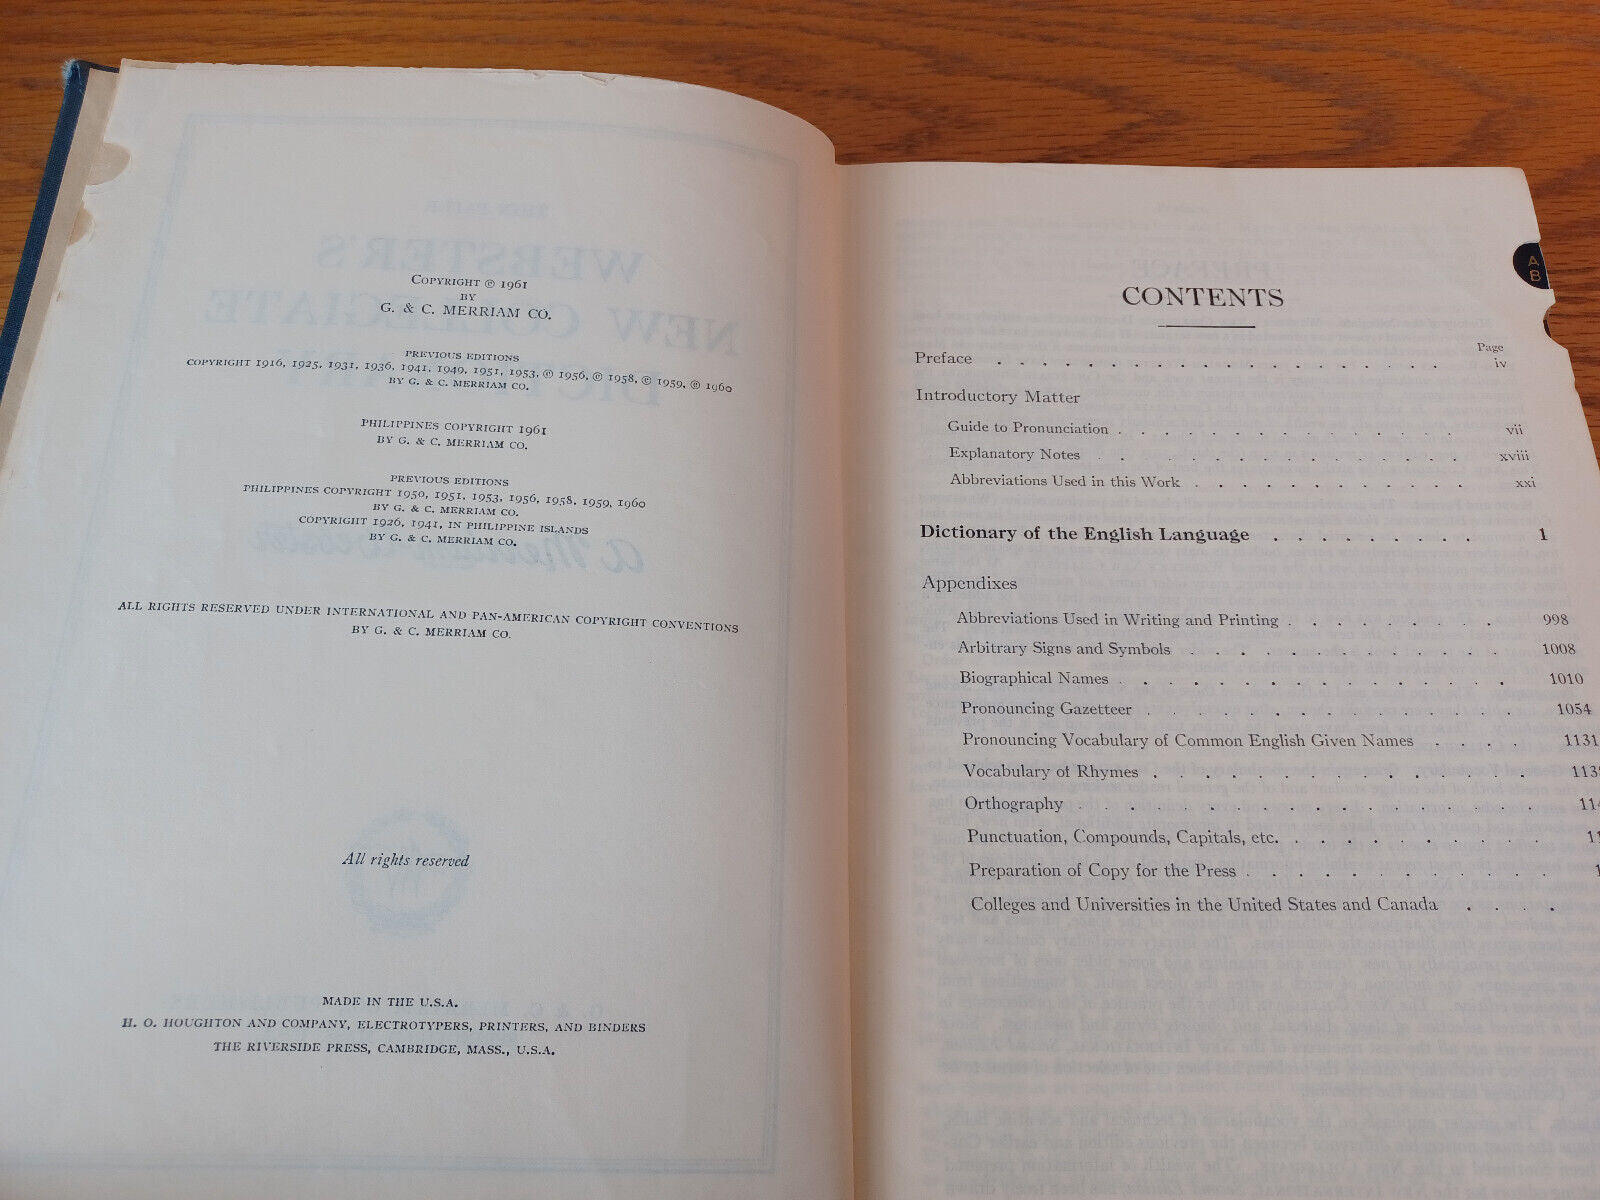 COPYRIGHT © 1961
BY
G. & C. MERRIAM CO.
PREVIOUS EDITIONS
COPYRIGHT 1916, 1925, 1931, 1936, 1941, 1949, 1951, 1953, © 1956, © 1958, © 1959, © 1960
BY G. & C. MERRIAM CO.
PHILIPPINES COPYRIGHT 1961
BY G. & C. MERRIAM CO.
PREVIOUS EDITIONS
PHILIPPINES COPYRIGHT 1950, 1951, 1953, 1956, 1958, 1959, 1960
BY G. & C. MERRIAM CO.
COPYRIGHT 1926, 1941, IN PHILIPPINE ISLANDS
BY G. & C. MERRIAM CO.
ALL RIGHTS RESERVED UNDER INTERNATIONAL AND PAN-AMERICAN COPYRIGHT CONVENTIONS
BY G. & C. MERRIAM CO.
All rights reserved
MADE IN THE U.S.A.
H. O. HOUGHTON AND COMPANY, ELECTROTYPERS, PRINTERS, AND BINDERS
THE RIVERSIDE PRESS, CAMBRIDGE, MASS., U.S.A.
A
B
CONTENTS
Page
Preface . . . . . . . . . . . . . . . . . iv
Introductory Matter
Guide to Pronunciation . . . . . . . . . . . . . vii
Explanatory Notes . . . . . . . . . . . . . . xviii
Abbreviations Used in this Work . . . . . . . . . . . xxi
Dictionary of the English Language . . . . . . . . . 1
Appendixes
Abbreviations Used in Writing and Printing . . . . . . . . 998
Arbitrary Signs and Symbols . . . . . . . . . . . . . 1008
Biographical Names . . . . . . . . . . . . . . . 1010
Pronouncing Gazetteer . . . . . . . . . . . . . . . 1054
Pronouncing Vocabulary of Common English Given Names . . . . 1131
Vocabulary of Rhymes . . . . . . . . . . . . . . . 113
Orthography . . . . . . . . . . . . . . . . . . 114
Punctuation, Compounds, Capitals, etc. . . . . . . . . . . 11
Preparation of Copy for the Press . . . . . . . . . . . 1
Colleges and Universities in the United States and Canada . . . .